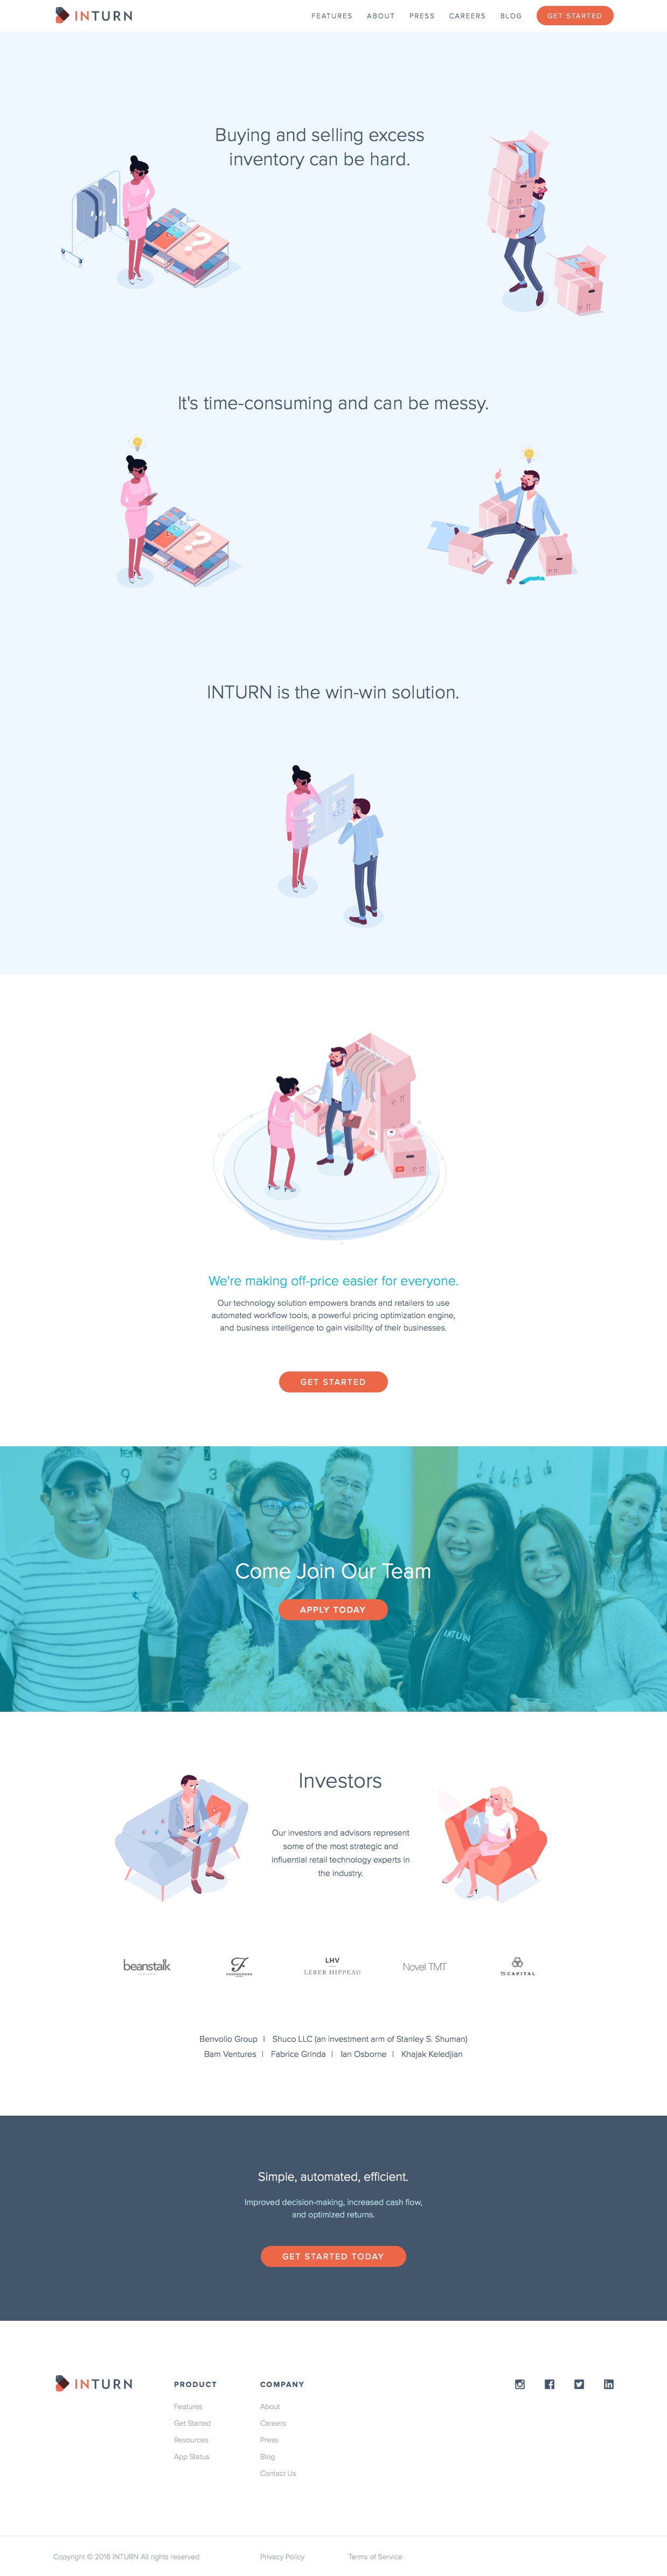 INTURN
FEATURES ABOUT PRESS CAREERS BLOG GET STARTED
Buying and selling excess
inventory can be hard.
It's time-consuming and can be messy.
INTURN is the win-win solution.
We're making off-price easier for everyone.
Our technology solution empowers brands and retailers to use
automated workflow tools, a powerful pricing optimization engine,
and business intelligence to gain visibility of their businesses.
GET STARTED
Come Join Our Team
APPLY TODAY
INTURN
Investors
Our investors and advisors represent
some of the most strategic and
influential retail technology experts in
the industry.
beanstalk
F
LHV
LERER HIPPEAU
Novel TMT
CAPITAL
Benvolio Group | Shuco LLC (an investment arm of Stanley S. Shuman)
Bam Ventures | Fabrice Grinda | Ian Osborne | Khajak Keledjian
Simple, automated, efficient.
Improved decision-making, increased cash flow,
and optimized returns.
GET STARTED TODAY
INTURN
PRODUCT
Features
Get Started
Resources
App Status
COMPANY
About
Careers
Press
Blog
Contact Us
Copyright © 2016 INTURN All rights reserved
Privacy Policy
Terms of Service